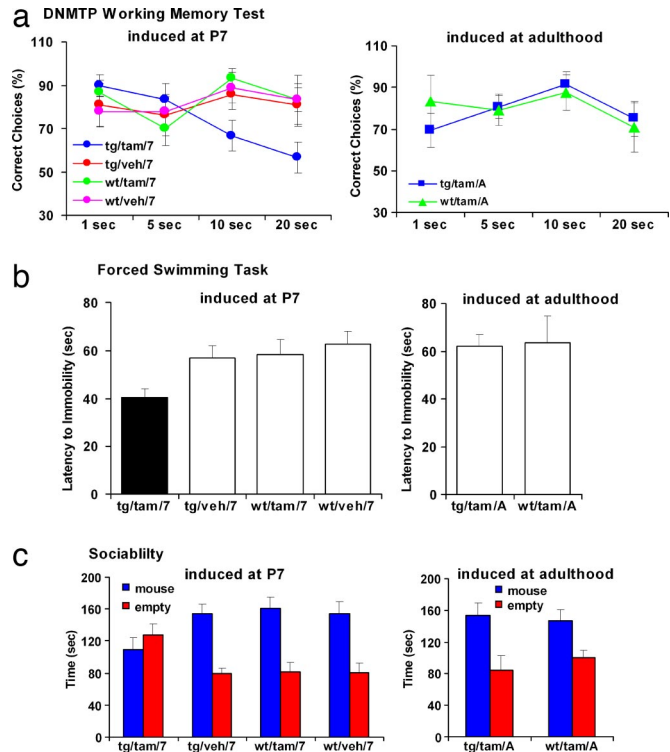 a
DNMTP Working Memory Test
induced at P7
Correct Choices (%)
110
90
70
50
30
tg/tam/7
tg/veh/7
wt/tam/7
wt/veh/7
1 sec 5 sec 10 sec 20 sec
induced at adulthood
Correct Choices (%)
110
90
70
50
30
tg/tam/A
wt/tam/A
1 sec 5 sec 10 sec 20 sec
b
Forced Swimming Task
induced at P7
Latency to Immobility (sec)
80
60
40
20
0
tg/tam/7 tg/veh/7 wt/tam/7 wt/veh/7
induced at adulthood
Latency to Immobility (sec)
80
60
40
20
0
tg/tam/A wt/tam/A
c
Sociablilty
induced at P7
Time (sec)
200
160
120
80
40
0
mouse
empty
tg/tam/7 tg/veh/7 wt/tam/7 wt/veh/7
induced at adulthood
Time (sec)
200
160
120
80
40
0
mouse
empty
tg/tam/A wt/tam/A